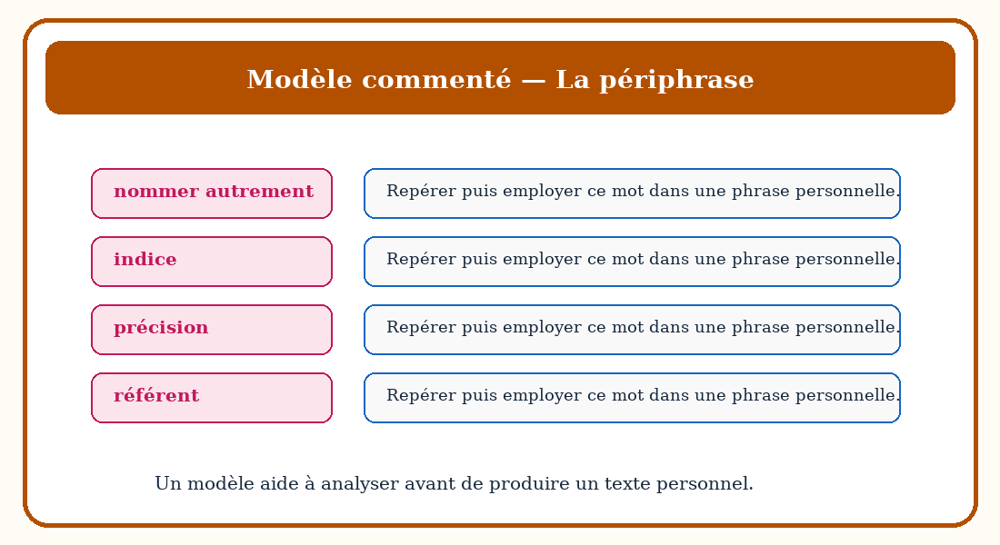 Modèle commenté — La périphrase
nommer autrement
Repérer puis employer ce mot dans une phrase personnelle.
indice
Repérer puis employer ce mot dans une phrase personnelle.
précision
Repérer puis employer ce mot dans une phrase personnelle.
référent
Repérer puis employer ce mot dans une phrase personnelle.
Un modèle aide à analyser avant de produire un texte personnel.